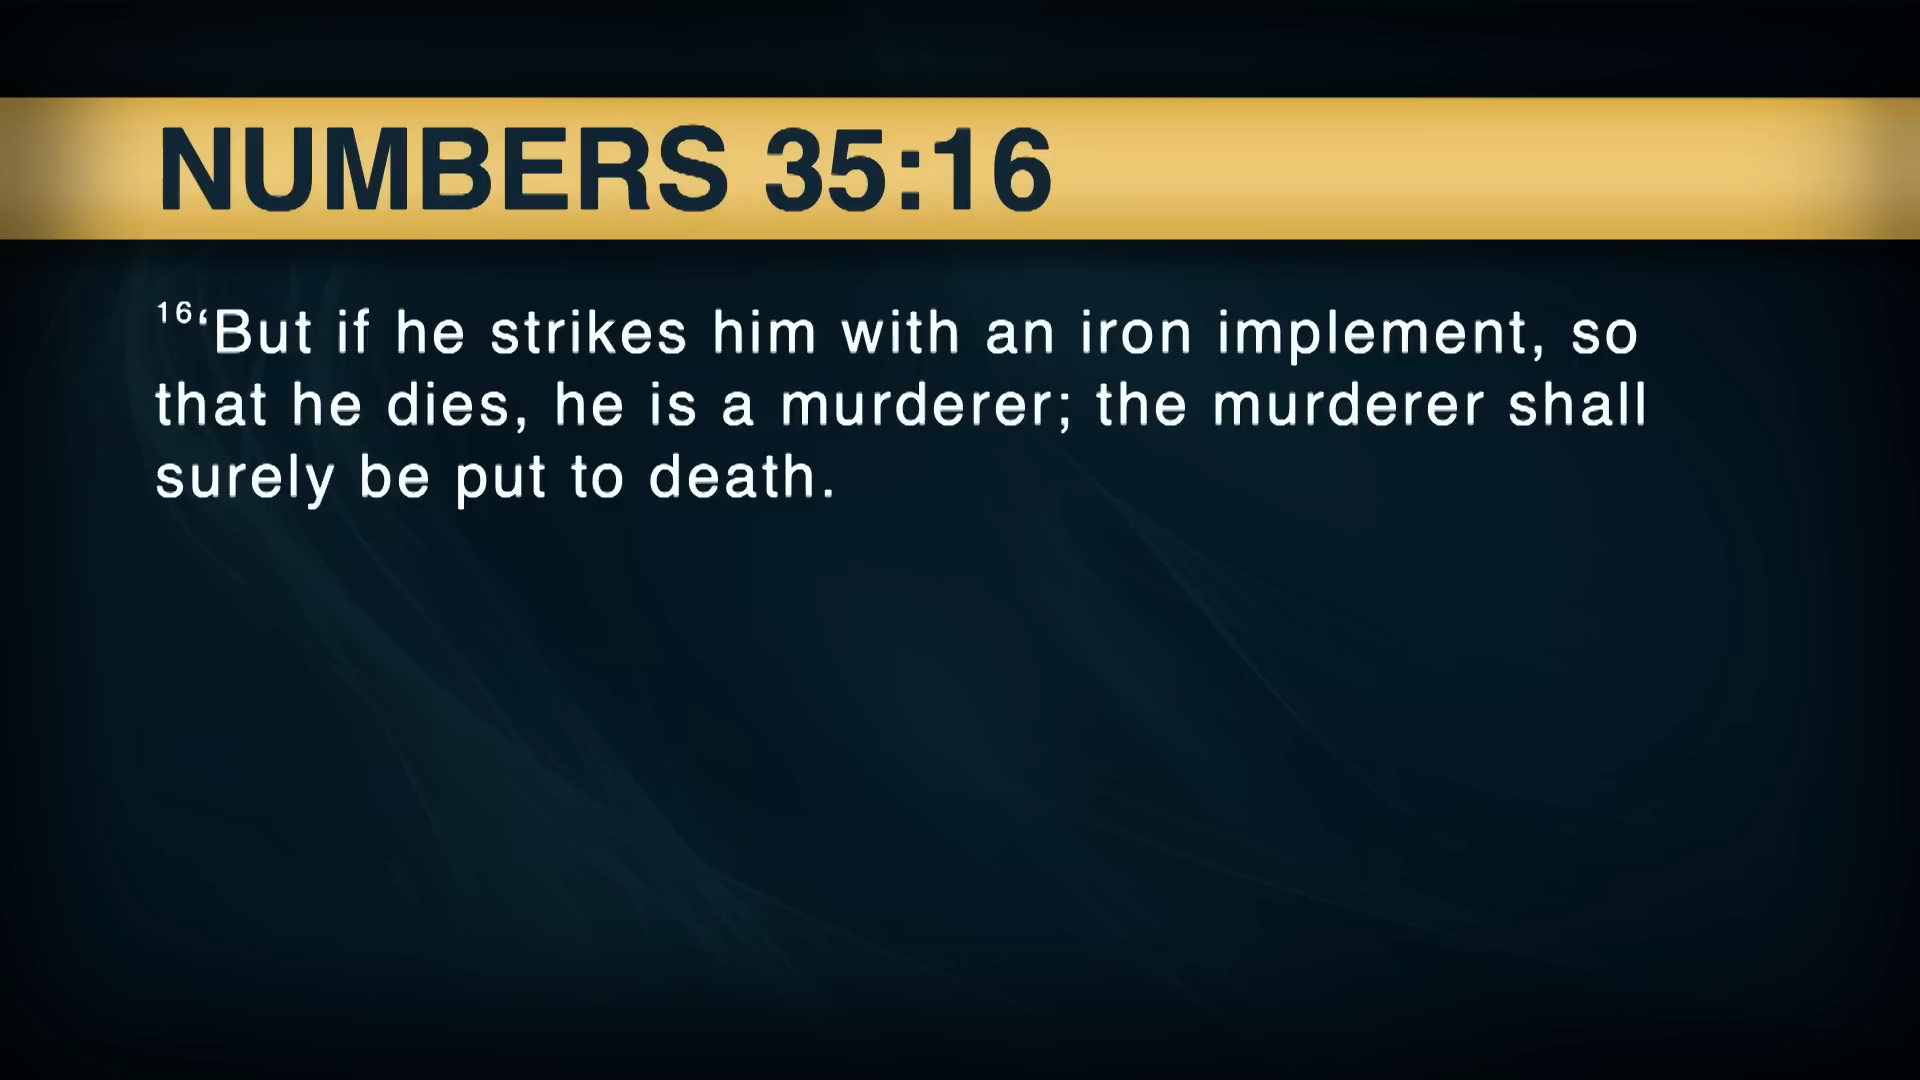 NUMBERS 35:16
16‘But if he strikes him with an iron implement, so
that he dies, he is a murderer; the murderer shall
surely be put to death.